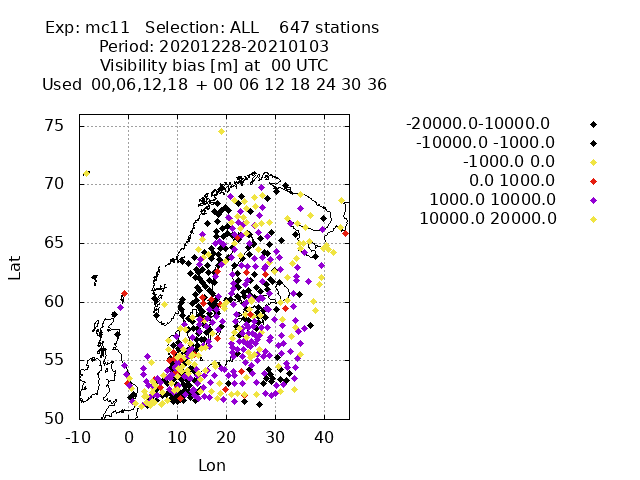 Exp: mc11 Selection: ALL 647 stations
Period: 20201228-20210103
Visibility bias [m] at 00 UTC
Used 00,06,12,18 + 00 06 12 18 24 30 36
-20000.0-10000.0
-10000.0 -1000.0
-1000.0 0.0
0.0 1000.0
1000.0 10000.0
10000.0 20000.0
75
70
65
60
55
50
Lat
-10 0 10 20 30 40
Lon